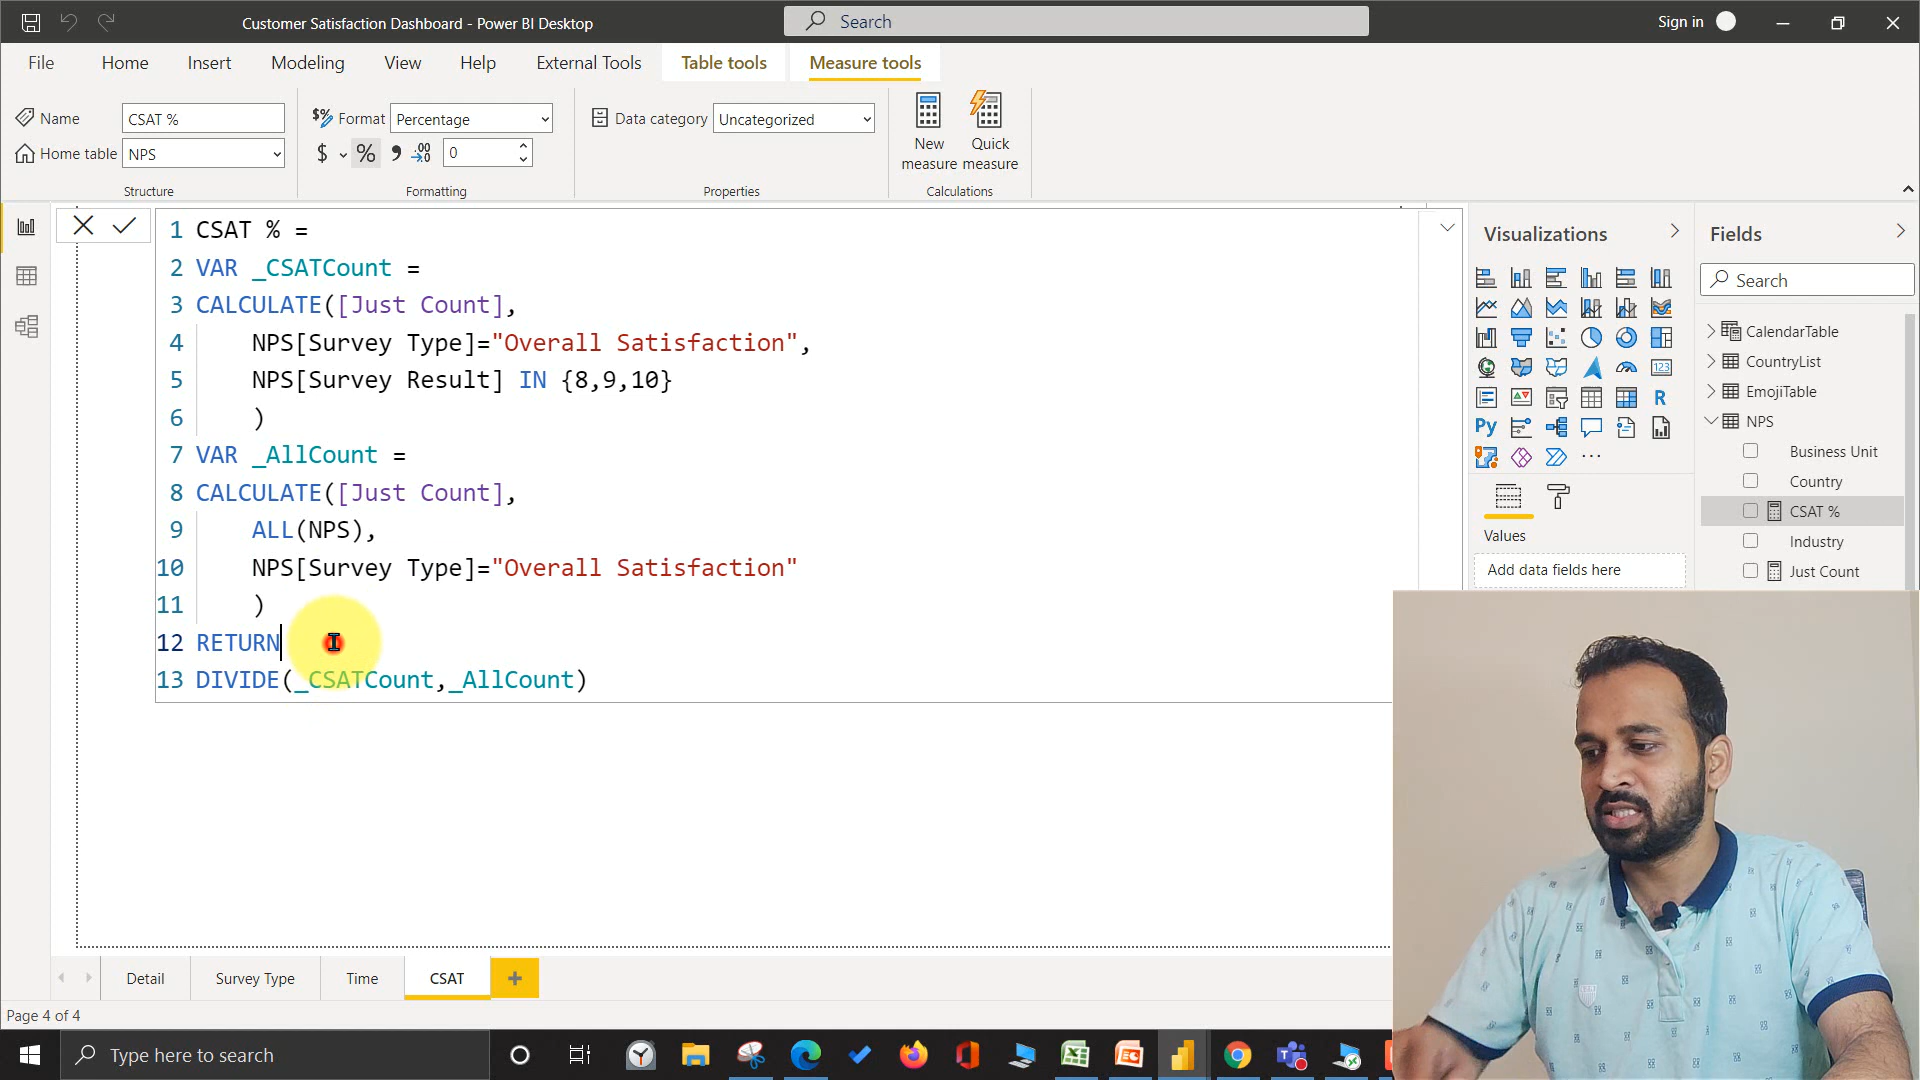 Customer Satisfaction Dashboard - Power BI Desktop
Search
Sign in
File
Home
Insert
Modeling
View
Help
External Tools
Table tools
Measure tools
Name
CSAT %
Format
Percentage
Data category
Uncategorized
Home table
NPS
$
%
0
New measure
Quick measure
Structure
Formatting
Properties
Calculations
1 CSAT % =
2 VAR _CSATCount =
3 CALCULATE([Just Count],
4 NPS[Survey Type]="Overall Satisfaction",
5 NPS[Survey Result] IN {8,9,10}
6 )
7 VAR _AllCount =
8 CALCULATE([Just Count],
9 ALL(NPS),
10 NPS[Survey Type]="Overall Satisfaction"
11 )
12 RETURN
13 DIVIDE(_CSATCount,_AllCount)
Visualizations
123
R
Py
Values
Add data fields here
Fields
Search
CalendarTable
CountryList
EmojiTable
NPS
Business Unit
Country
CSAT %
Industry
Just Count
Detail
Survey Type
Time
CSAT
+
Page 4 of 4
Type here to search